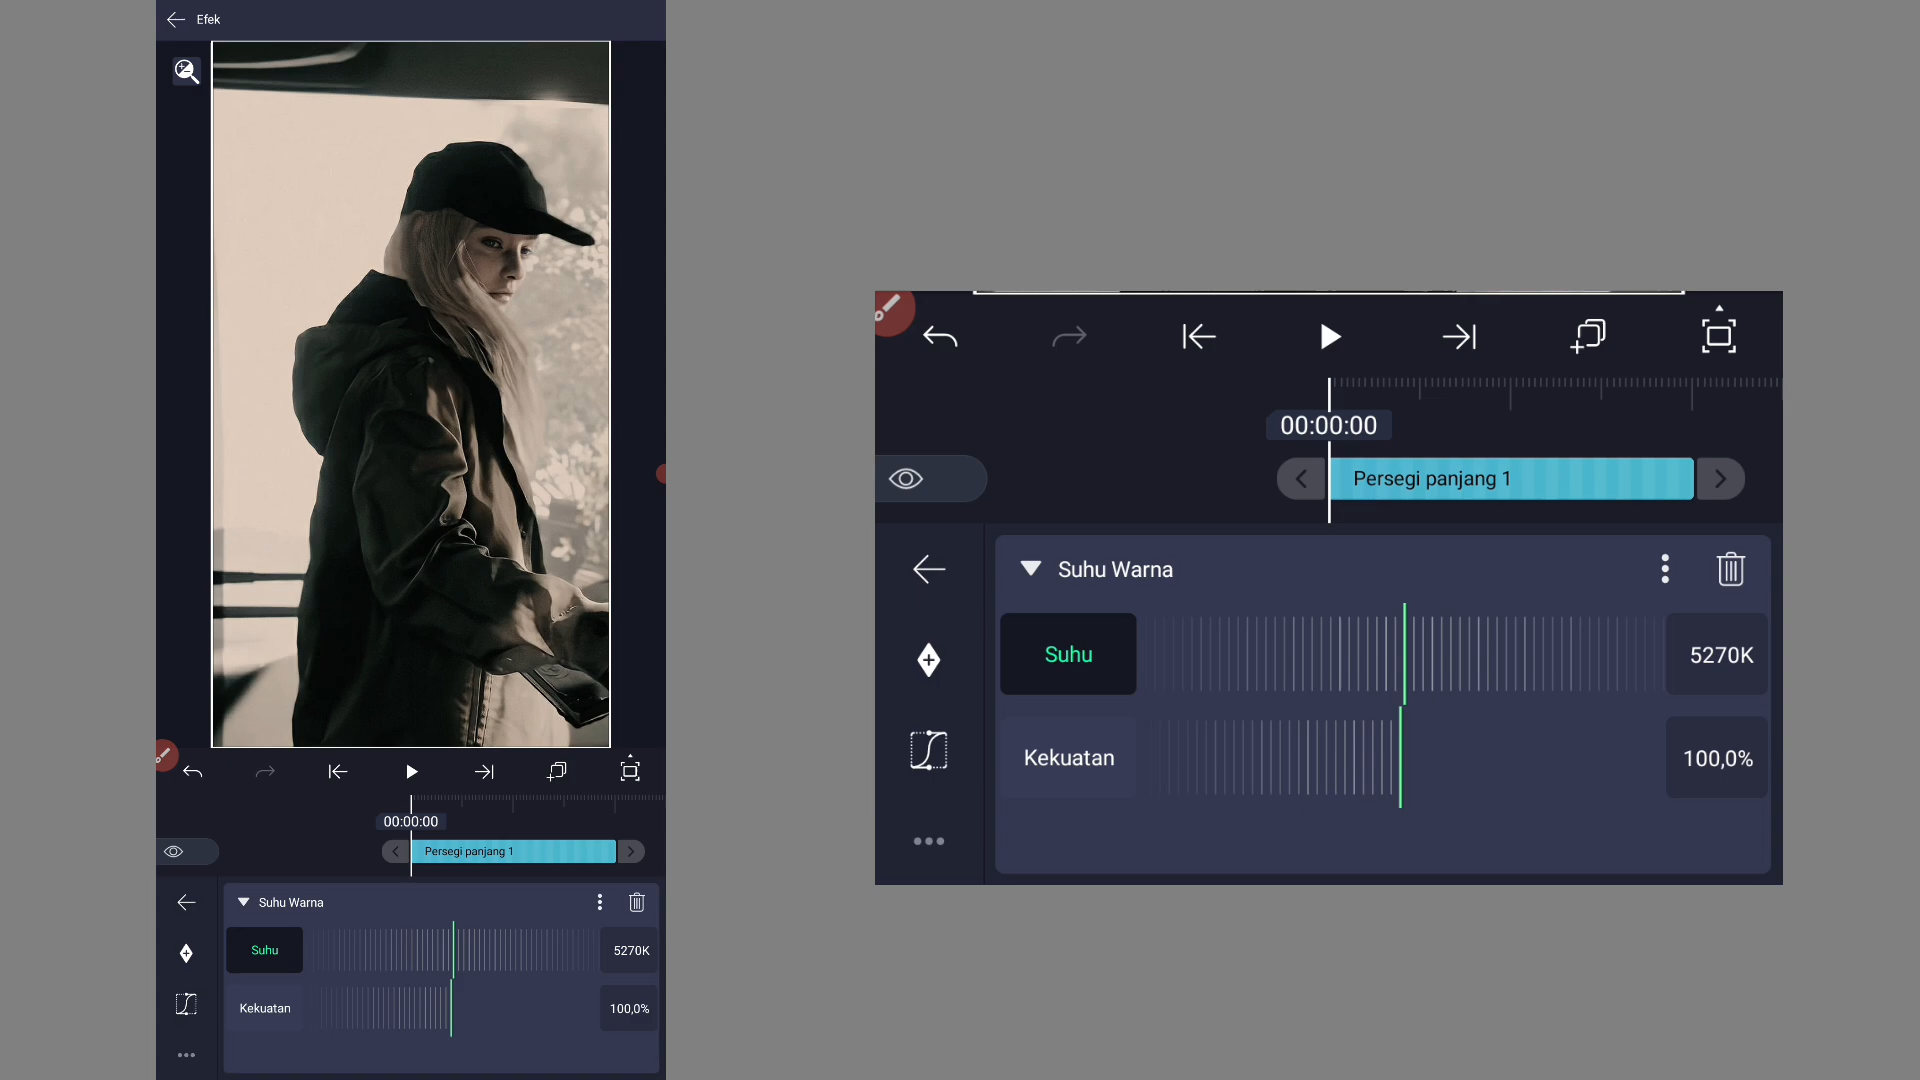 Efek
00:00:00
Persegi panjang 1
Suhu Warna
Suhu
5270K
Kekuatan
100,0%
00:00:00
Persegi panjang 1
Suhu Warna
Suhu
5270K
Kekuatan
100,0%